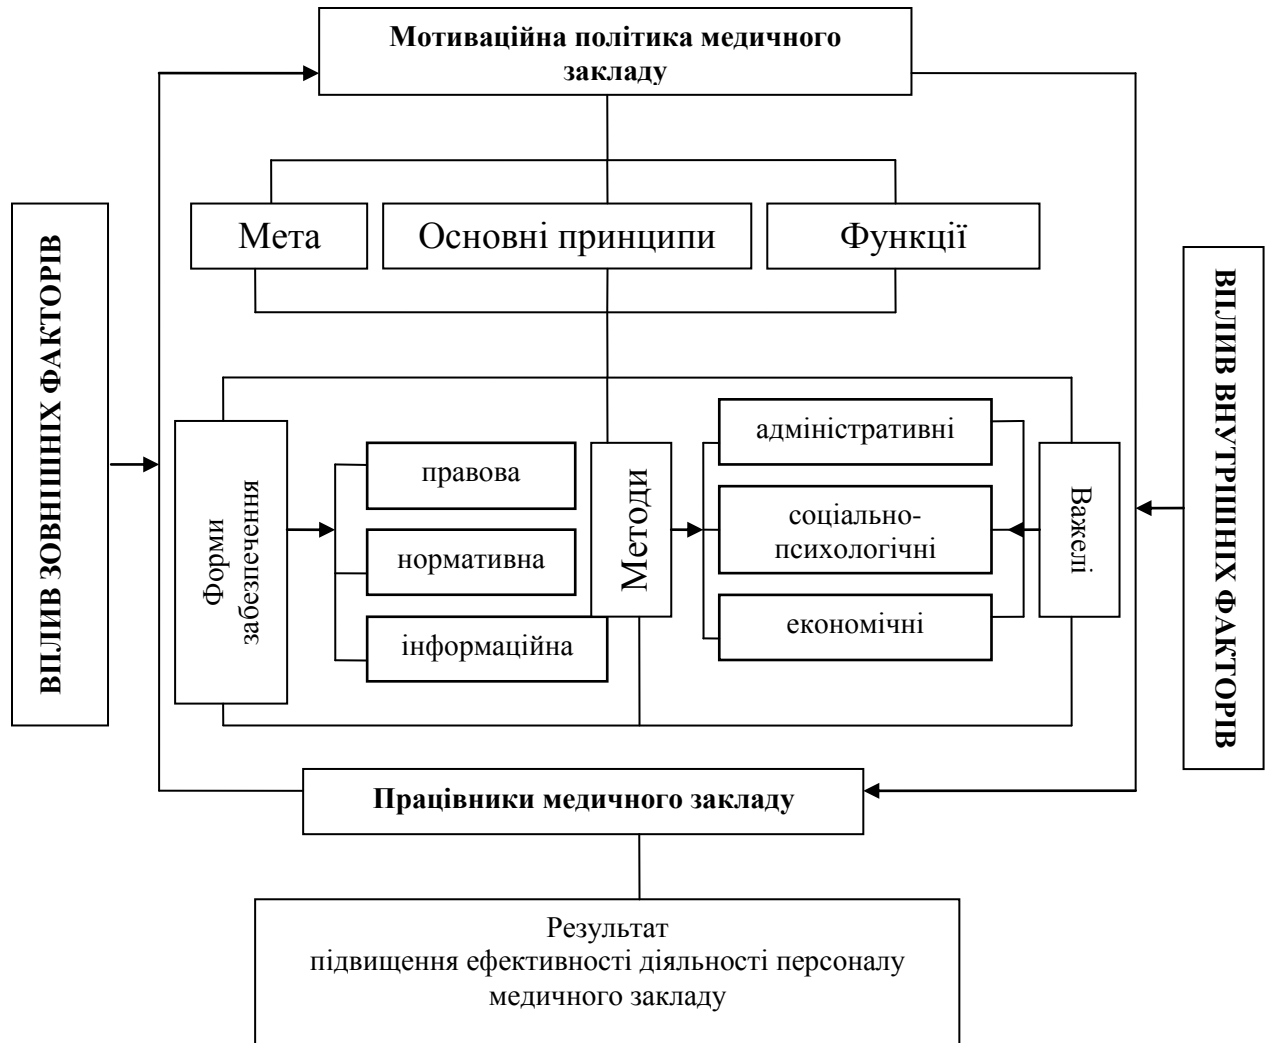 Мотиваційна політика медичного
закладу
Мета
Основні принципи
Функції
ВПЛИВ ЗОВНІШНІХ ФАКТОРІВ
ВПЛИВ ВНУТРІШНІХ ФАКТОРІВ
Форми
забезпечення
правова
нормативна
інформаційна
Методи
адміністративні
соціально-
психологічні
економічні
Важелі
Працівники медичного закладу
Результат
підвищення ефективності діяльності персоналу
медичного закладу